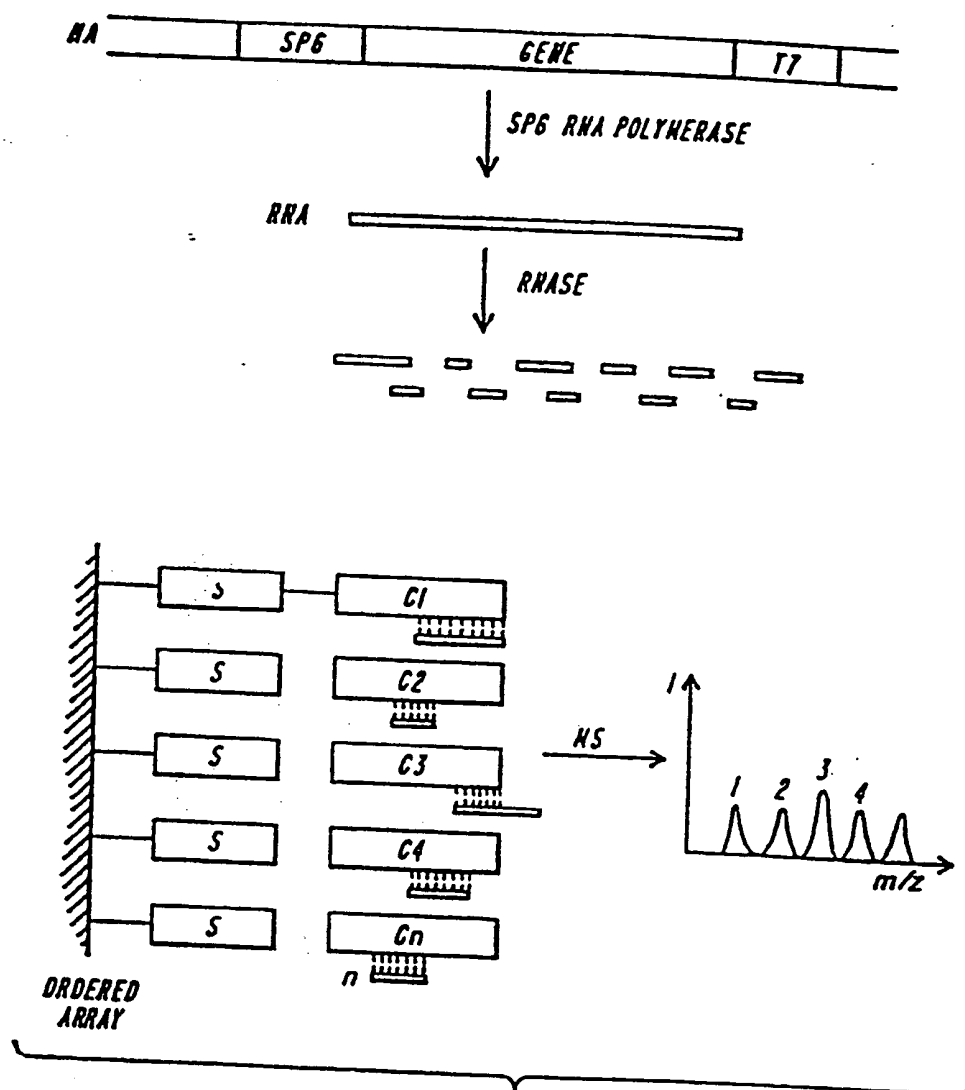 NA SP6 GENE T7
SP6 RNA POLYMERASE
RNA
RNASE
S C1
S C2
S C3
S C4
S Cn
n
ORDERED
ARRAY
MS
I
1 2 3 4
m/z